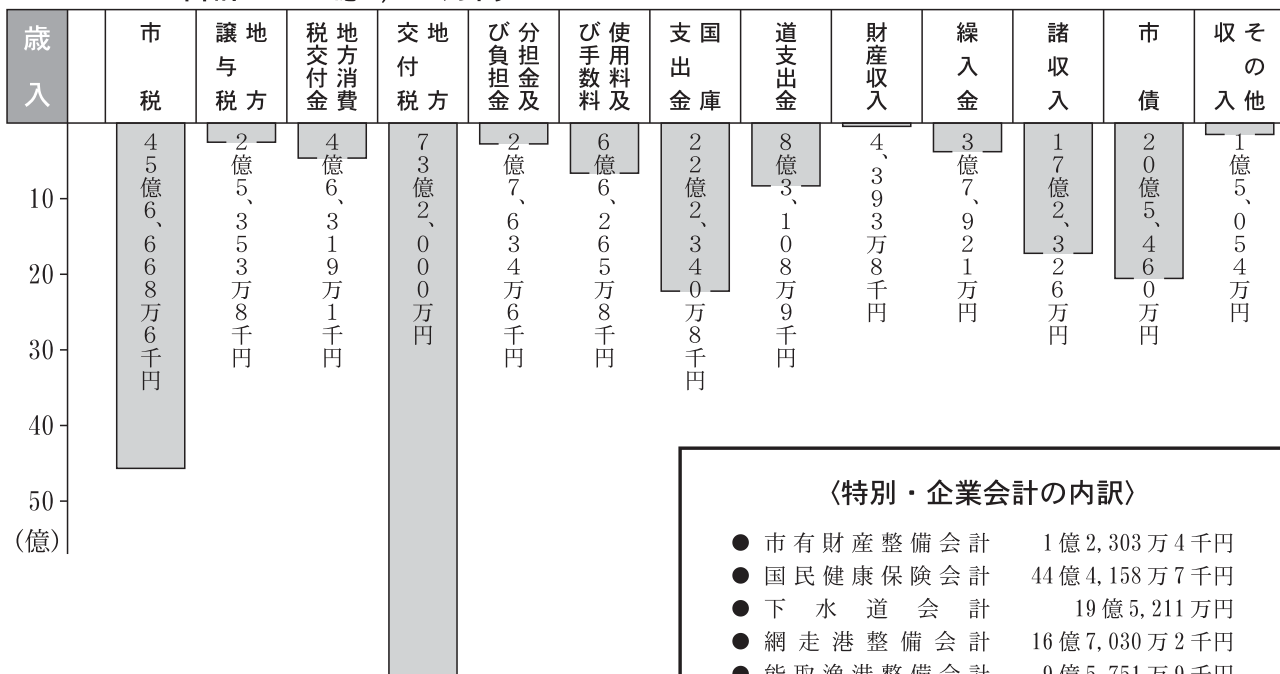 歳入
市税
地方譲与税
地方消費税交付金
地方交付税
分担金及び負担金
使用料及び手数料
国庫支出金
道支出金
財産収入
繰入金
諸収入
市債
その他収入
45億6、668万6千円
2億5、353万8千円
4億6、319万1千円
73億2、000万円
2億7、634万6千円
6億6、265万8千円
22億2、340万8千円
8億3、108万9千円
4、393万8千円
3億7、921万円
17億2、326万円
20億5、460万円
1億5、054万円
10
20
30
40
50
(億)
〈特別・企業会計の内訳〉
● 市有財産整備会計 1億2,303万4千円
● 国民健康保険会計 44億4,158万7千円
● 下水道会計 19億5,211万円
● 網走港整備会計 16億7,030万2千円
● 能取漁港整備会計